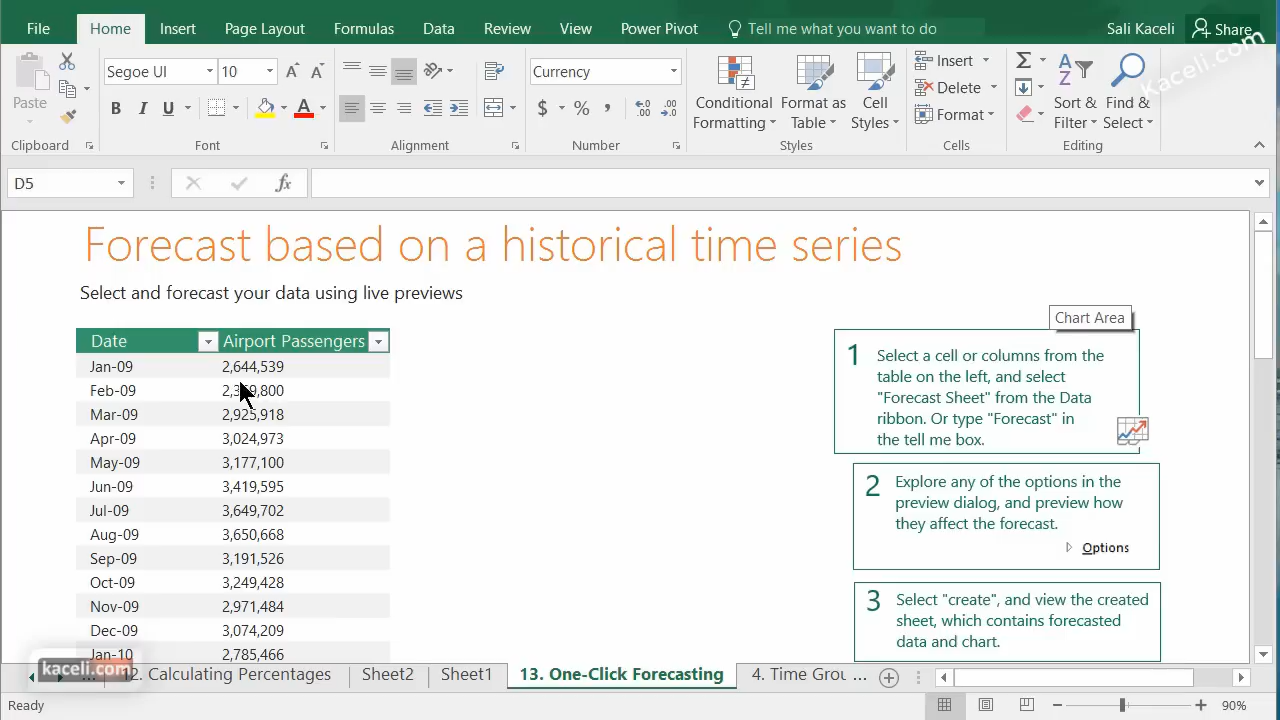 File Home Insert Page Layout Formulas Data Review View Power Pivot Tell me what you want to do Sali Kaceli Share
Kaceli.com
Paste
Segoe UI 10
B I U A
Currency
$ % ,
Conditional Formatting
Format as Table
Cell Styles
Insert
Delete
Format
Sort & Filter
Find & Select
Clipboard Font Alignment Number Styles Cells Editing
D5 fx
Forecast based on a historical time series
Select and forecast your data using live previews
Chart Area
Date Airport Passengers
Jan-09 2,644,539
Feb-09
Mar-09 2,925,918
Apr-09 3,024,973
May-09 3,177,100
Jun-09 3,419,595
Jul-09 3,649,702
Aug-09 3,650,668
Sep-09 3,191,526
Oct-09 3,249,428
Nov-09 2,971,484
Dec-09 3,074,209
Jan-10 2,785,466
1 Select a cell or columns from the
table on the left, and select
"Forecast Sheet" from the Data
ribbon. Or type "Forecast" in
the tell me box.
2 Explore any of the options in the
preview dialog, and preview how
they affect the forecast.
Options
3 Select "create", and view the created
sheet, which contains forecasted
data and chart.
kaceli.com
... 12. Calculating Percentages Sheet2 Sheet1 13. One-Click Forecasting 4. Time Grou ...
Ready 90%